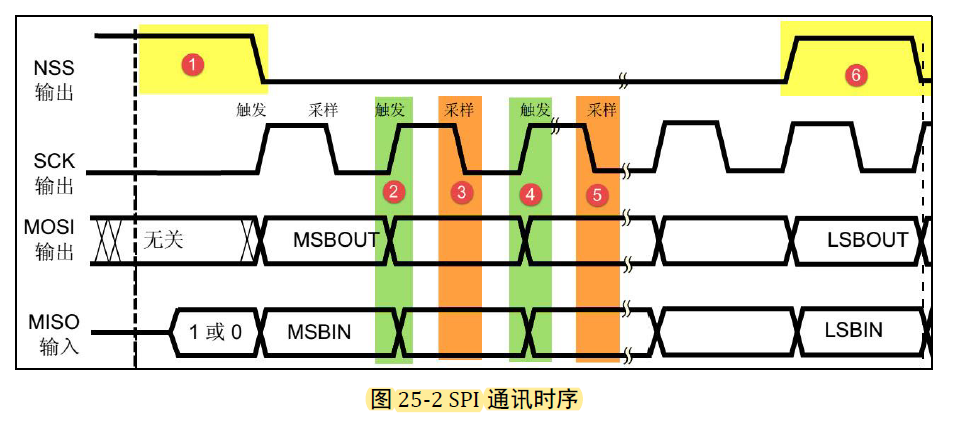 NSS
输出
1
6
触发 采样 触发 采样 触发 采样
SCK
输出
2 3 4 5
MOSI
输出
无关 MSBOUT LSBOUT
MISO
输入
1 或 0 MSBIN LSBIN
图 25-2 SPI 通讯时序